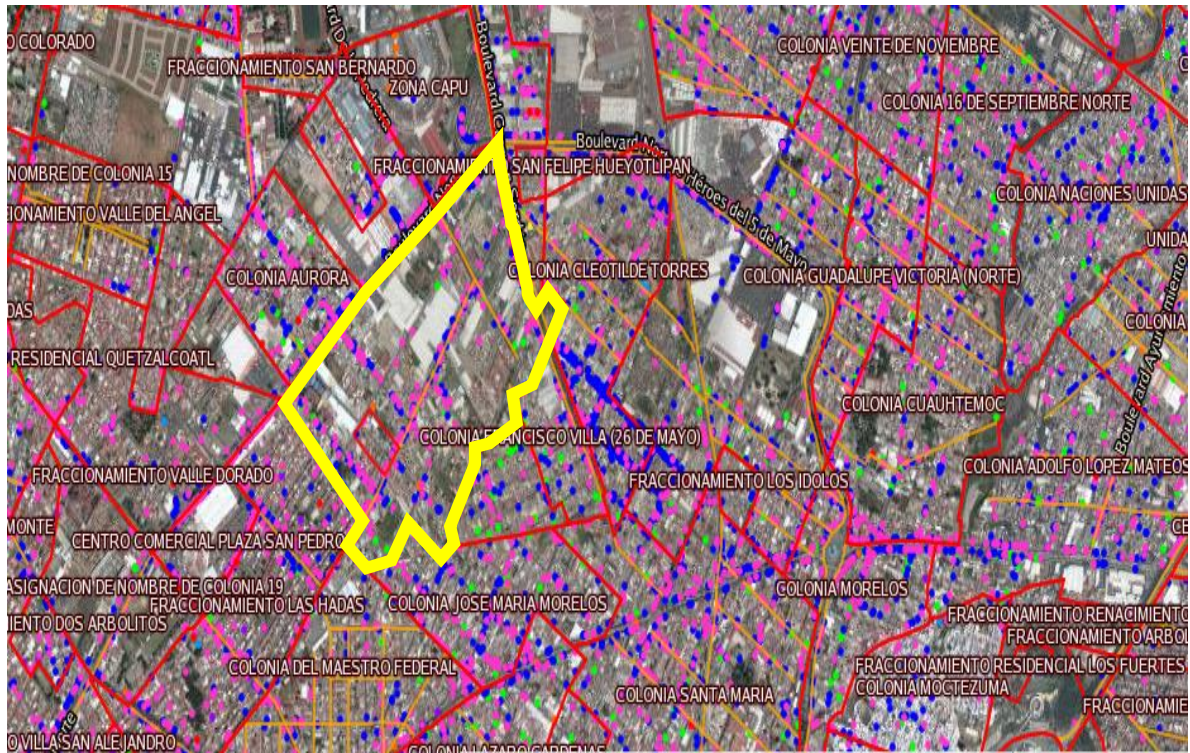 O COLORADO
COLONIA VEINTE DE NOVIEMBRE
FRACCIONAMIENTO SAN BERNARDO
ZONA CAPU
COLONIA 16 DE SEPTIEMBRE NORTE
FRACCIONAMIENTO SAN FELIPE HUEYOTLIPAN
NOMBRE DE COLONIA 15
COLONIA NACIONES UNIDAS
CIONAMIENTO VALLE DEL ANGEL
UNIDA
COLONIA AURORA
COLONIA CLEOTILDE TORRES
Héroes del 5 de Mayo
COLONIA GUADALUPE VICTORIA (NORTE)
DAS
COLONIA
RESIDENCIAL QUETZALCOATL
COLONIA CUAUHTEMOC
COLONIA FRANCISCO VILLA (26 DE MAYO)
COLONIA ADOLFO LOPEZ MATEOS
FRACCIONAMIENTO VALLE DORADO
FRACCIONAMIENTO LOS IDOLOS
MONTE
CE
CENTRO COMERCIAL PLAZA SAN PEDRO
ASIGNACION DE NOMBRE DE COLONIA 19
COLONIA MORELOS
FRACCIONAMIENTO LAS HADAS
COLONIA JOSE MARIA MORELOS
FRACCIONAMIENTO RENACIMIENTO
MIENTO DOS ARBOLITOS
FRACCIONAMIENTO ARBOL
COLONIA DEL MAESTRO FEDERAL
FRACCIONAMIENTO RESIDENCIAL LOS FUERTES
COLONIA MOCTEZUMA
COLONIA SANTA MARIA
FRACCIONAMIE
O VILLA SAN ALEJANDRO
COLONIA LAZARO CARDENAS